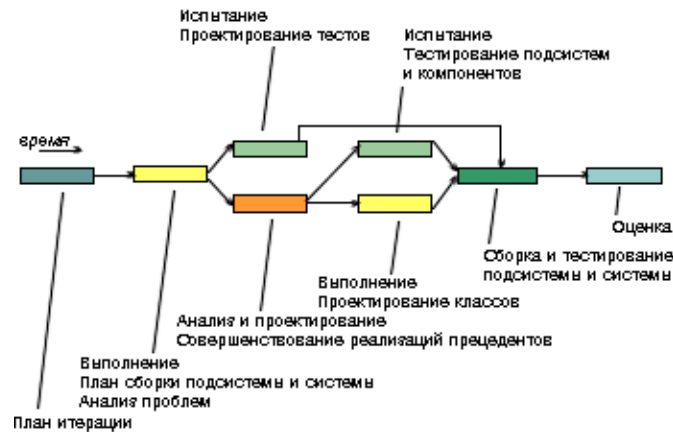 Испытание
Проектирование тестов
Испытание
Тестирование подсистем
и компонентов
время
Оценка
Сборка и тестирование
подсистемы и системы
Выполнение
Проектирование классов
Анализ и проектирование
Совершенствование реализаций прецедентов
Выполнение
План сборки подсистемы и системы
Анализ проблем
План итерации